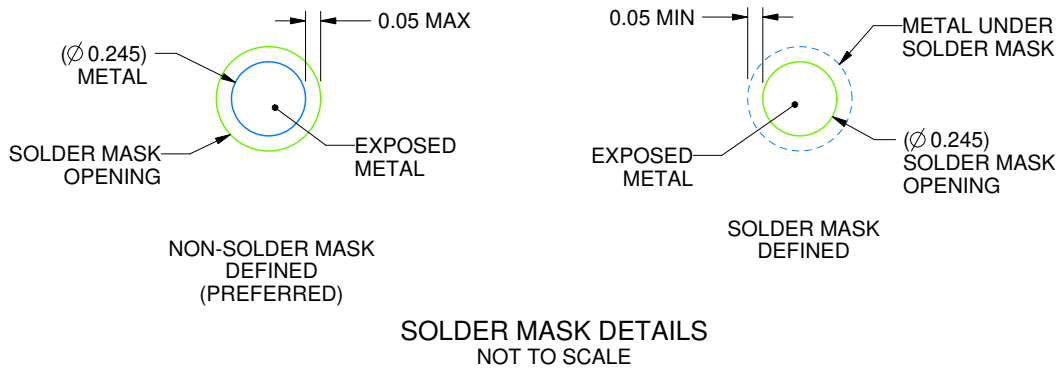 0.05 MAX
(Ø 0.245)
METAL
SOLDER MASK
OPENING
EXPOSED
METAL
NON-SOLDER MASK
DEFINED
(PREFERRED)
0.05 MIN
METAL UNDER
SOLDER MASK
EXPOSED
METAL
(Ø 0.245)
SOLDER MASK
OPENING
SOLDER MASK
DEFINED
SOLDER MASK DETAILS
NOT TO SCALE